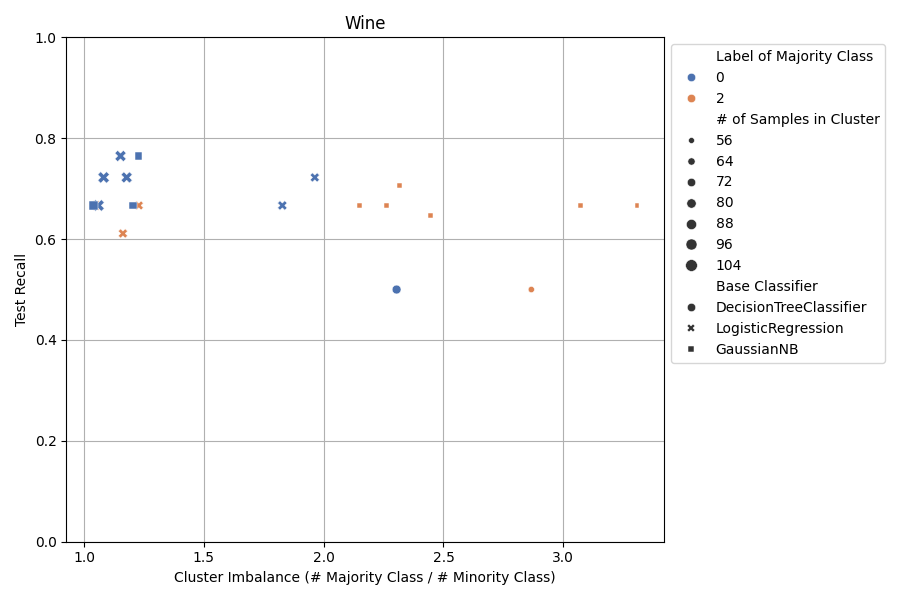 Wine
1.0
0.8
0.6
0.4
0.2
0.0
Test Recall
1.0 1.5 2.0 2.5 3.0
Cluster Imbalance (# Majority Class / # Minority Class)
Label of Majority Class
0
2
# of Samples in Cluster
56
64
72
80
88
96
104
Base Classifier
DecisionTreeClassifier
LogisticRegression
GaussianNB